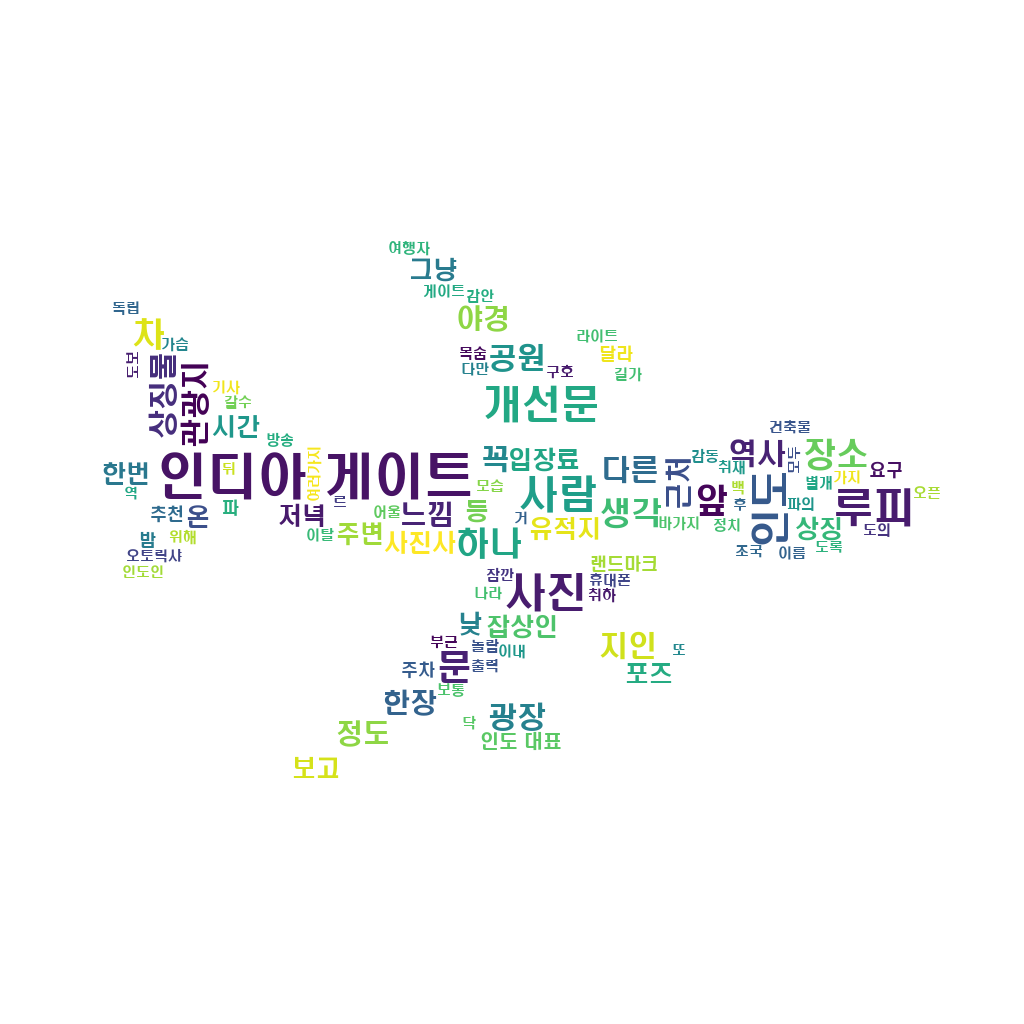 여행자
그냥
게이트
감안
독립
야경
차
라이트
가슴
목숨
공원
달라
도보
상징물
관광지
다만
구호
길가
기사
갈수
개선문
시간
건축물
방송
역사
장소
한번
인디아 게이트
뒤
여러가지
꼭
입장료
다른
근처
감동
취재
모두
요구
역
모습
사람
인도
별개
가지
백
오픈
추천
온
파
르
저녁
느낌
어울
등
거
생각
앞
후
파의
루피
밤
위해
이탈
주변
사진사
하나
유적지
바가지
정치
상징
도의
오토릭샤
인도인
랜드마크
조국
이름
도록
잠깐
사진
휴대폰
나라
취하
낮
잡상인
부근
문
놀람
이내
지인
또
주차
출력
포즈
한장
보통
정도
닥
광장
인도 대표
보고